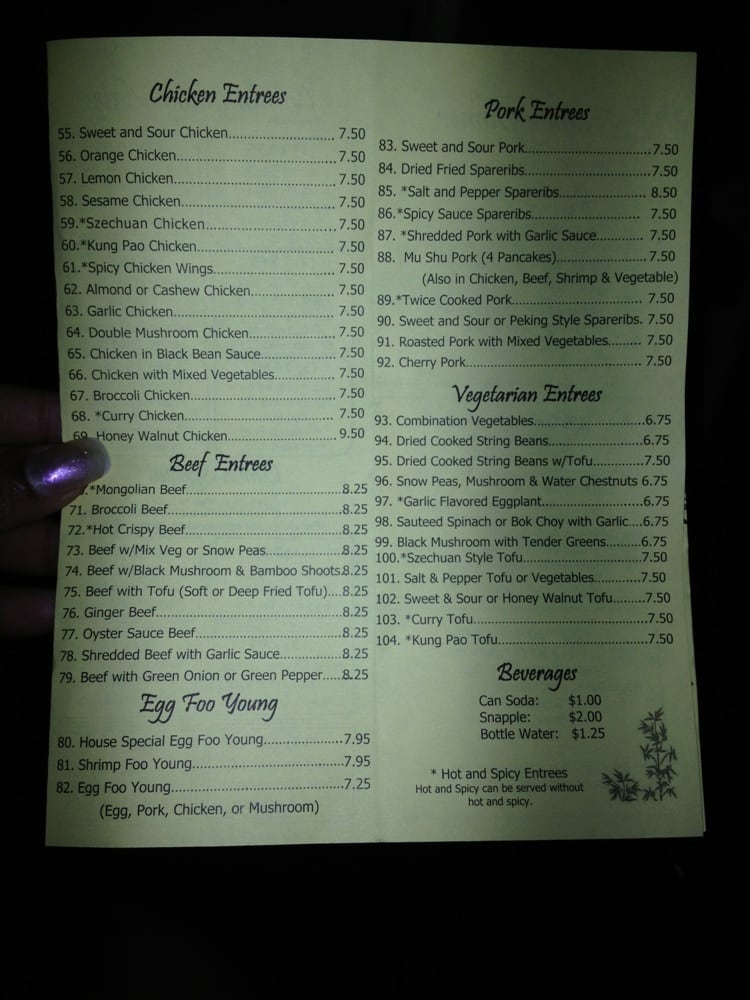 Chicken Entrees
55. Sweet and Sour Chicken.......................... 7.50
56. Orange Chicken....................................... 7.50
57. Lemon Chicken........................................ 7.50
58. Sesame Chicken...................................... 7.50
59.*Szechuan Chicken................................... 7.50
60.*Kung Pao Chicken................................... 7.50
61.*Spicy Chicken Wings................................ 7.50
62. Almond or Cashew Chicken....................... 7.50
63. Garlic Chicken......................................... 7.50
64. Double Mushroom Chicken....................... 7.50
65. Chicken in Black Bean Sauce.................... 7.50
66. Chicken with Mixed Vegetables................. 7.50
67. Broccoli Chicken...................................... 7.50
68. *Curry Chicken........................................ 7.50
69. Honey Walnut Chicken............................. 9.50
Beef Entrees
.*Mongolian Beef.......................................8.25
71. Broccoli Beef............................................8.25
72.*Hot Crispy Beef........................................8.25
73. Beef w/Mix Veg or Snow Peas....................8.25
74. Beef w/Black Mushroom & Bamboo Shoots.8.25
75. Beef with Tofu (Soft or Deep Fried Tofu)....8.25
76. Ginger Beef..............................................8.25
77. Oyster Sauce Beef....................................8.25
78. Shredded Beef with Garlic Sauce...............8.25
79. Beef with Green Onion or Green Pepper.....8.25
Egg Foo Young
80. House Special Egg Foo Young...................7.95
81. Shrimp Foo Young...................................7.95
82. Egg Foo Young........................................7.25
(Egg, Pork, Chicken, or Mushroom)
Pork Entrees
83. Sweet and Sour Pork...............................7.50
84. Dried Fried Spareribs...............................7.50
85. *Salt and Pepper Spareribs...................... 8.50
86.*Spicy Sauce Spareribs............................ 7.50
87. *Shredded Pork with Garlic Sauce............ 7.50
88. Mu Shu Pork (4 Pancakes)......................7.50
(Also in Chicken, Beef, Shrimp & Vegetable)
89.*Twice Cooked Pork................................ 7.50
90. Sweet and Sour or Peking Style Spareribs. 7.50
91. Roasted Pork with Mixed Vegetables......... 7.50
92. Cherry Pork............................................ 7.50
Vegetarian Entrees
93. Combination Vegetables...........................6.75
94. Dried Cooked String Beans.......................6.75
95. Dried Cooked String Beans w/Tofu............7.50
96. Snow Peas, Mushroom & Water Chestnuts 6.75
97. *Garlic Flavored Eggplant.........................6.75
98. Sauteed Spinach or Bok Choy with Garlic....6.75
99. Black Mushroom with Tender Greens.........6.75
100.*Szechuan Style Tofu..............................7.50
101. Salt & Pepper Tofu or Vegetables............7.50
102. Sweet & Sour or Honey Walnut Tofu........7.50
103. *Curry Tofu...........................................7.50
104. *Kung Pao Tofu......................................7.50
Beverages
Can Soda: $1.00
Snapple: $2.00
Bottle Water: $1.25
* Hot and Spicy Entrees
Hot and Spicy can be served without
hot and spicy.